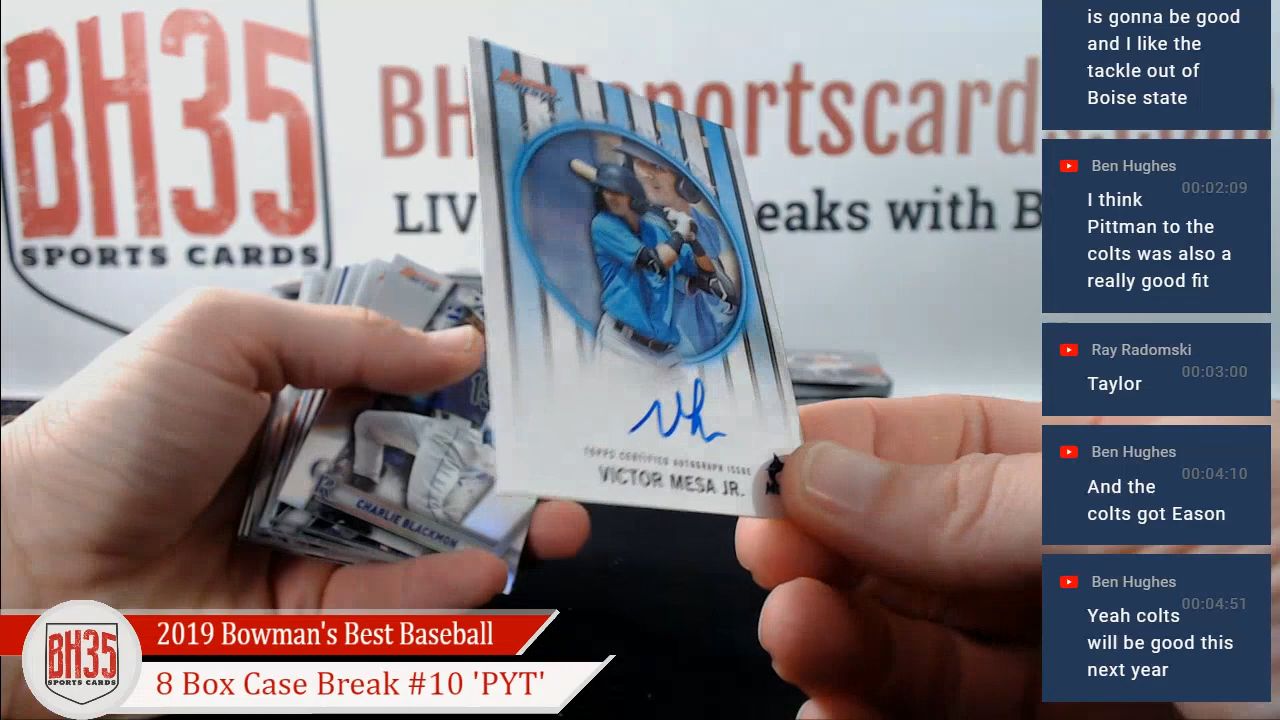 BH35
SPORTS CARDS
sportscard
LIV
eaks with B
TOPPS CERTIFIED AUTOGRAPH ISSUE
VICTOR MESA JR.
CHARLIE BLACKMON
BH35
SPORTS CARDS
2019 Bowman's Best Baseball
8 Box Case Break #10 'PYT'
is gonna be good
and I like the
tackle out of
Boise state
Ben Hughes
00:02:09
I think
Pittman to the
colts was also a
really good fit
Ray Radomski
00:03:00
Taylor
Ben Hughes
00:04:10
And the
colts got Eason
Ben Hughes
00:04:51
Yeah colts
will be good this
next year